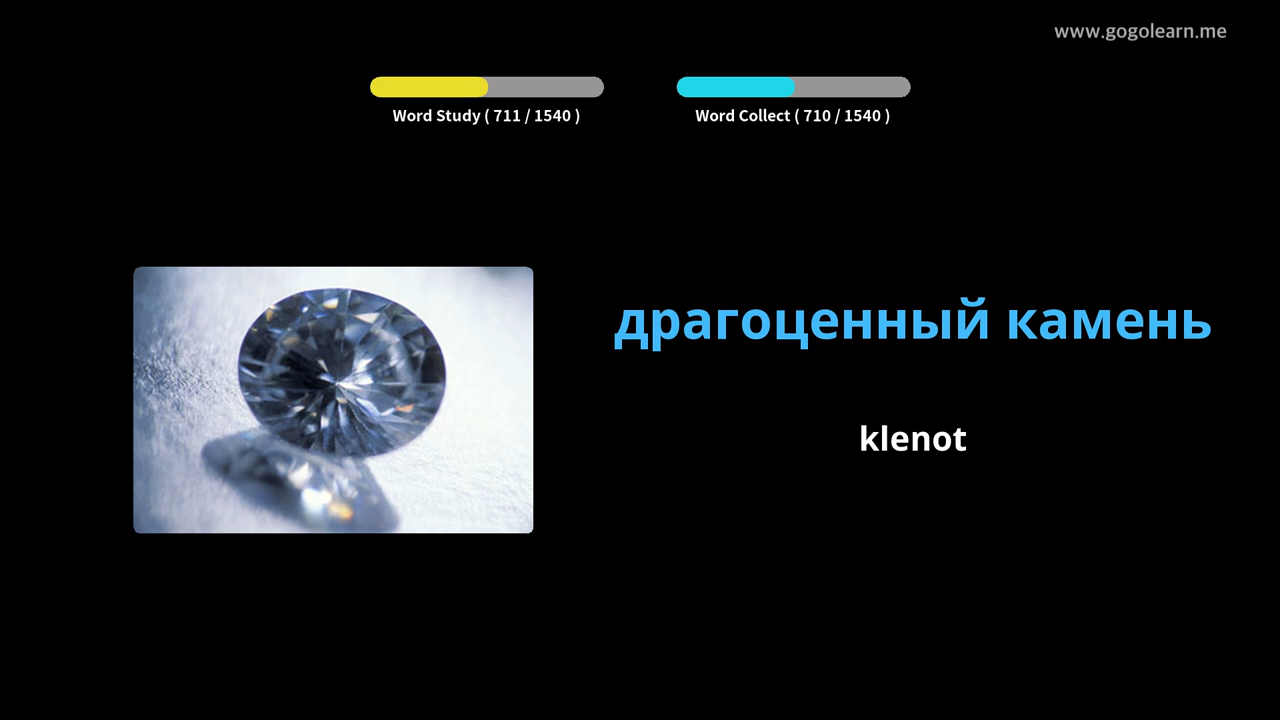 www.gogolearn.me
Word Study ( 711 / 1540 )
Word Collect ( 710 / 1540 )
драгоценный камень
klenot